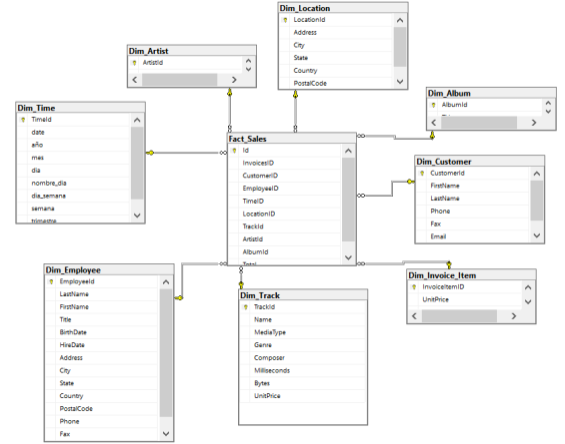 Dim_Location
LocationId
Address
City
State
Country
PostalCode
Dim_Artist
ArtistId
Dim_Album
AlbumId
Dim_Time
TimeId
date
año
mes
dia
nombre_dia
dia_semana
semana
trimestre
Fact_Sales
Id
InvoicesID
CustomerID
EmployeeID
TimeID
LocationID
TrackId
ArtistId
AlbumId
Total
Dim_Customer
CustomerId
FirstName
LastName
Phone
Fax
Email
Dim_Employee
EmployeeId
LastName
FirstName
Title
BirthDate
HireDate
Address
City
State
Country
PostalCode
Phone
Fax
Dim_Track
TrackId
Name
MediaType
Genre
Composer
Milliseconds
Bytes
UnitPrice
Dim_Invoice_Item
InvoiceItemID
UnitPrice